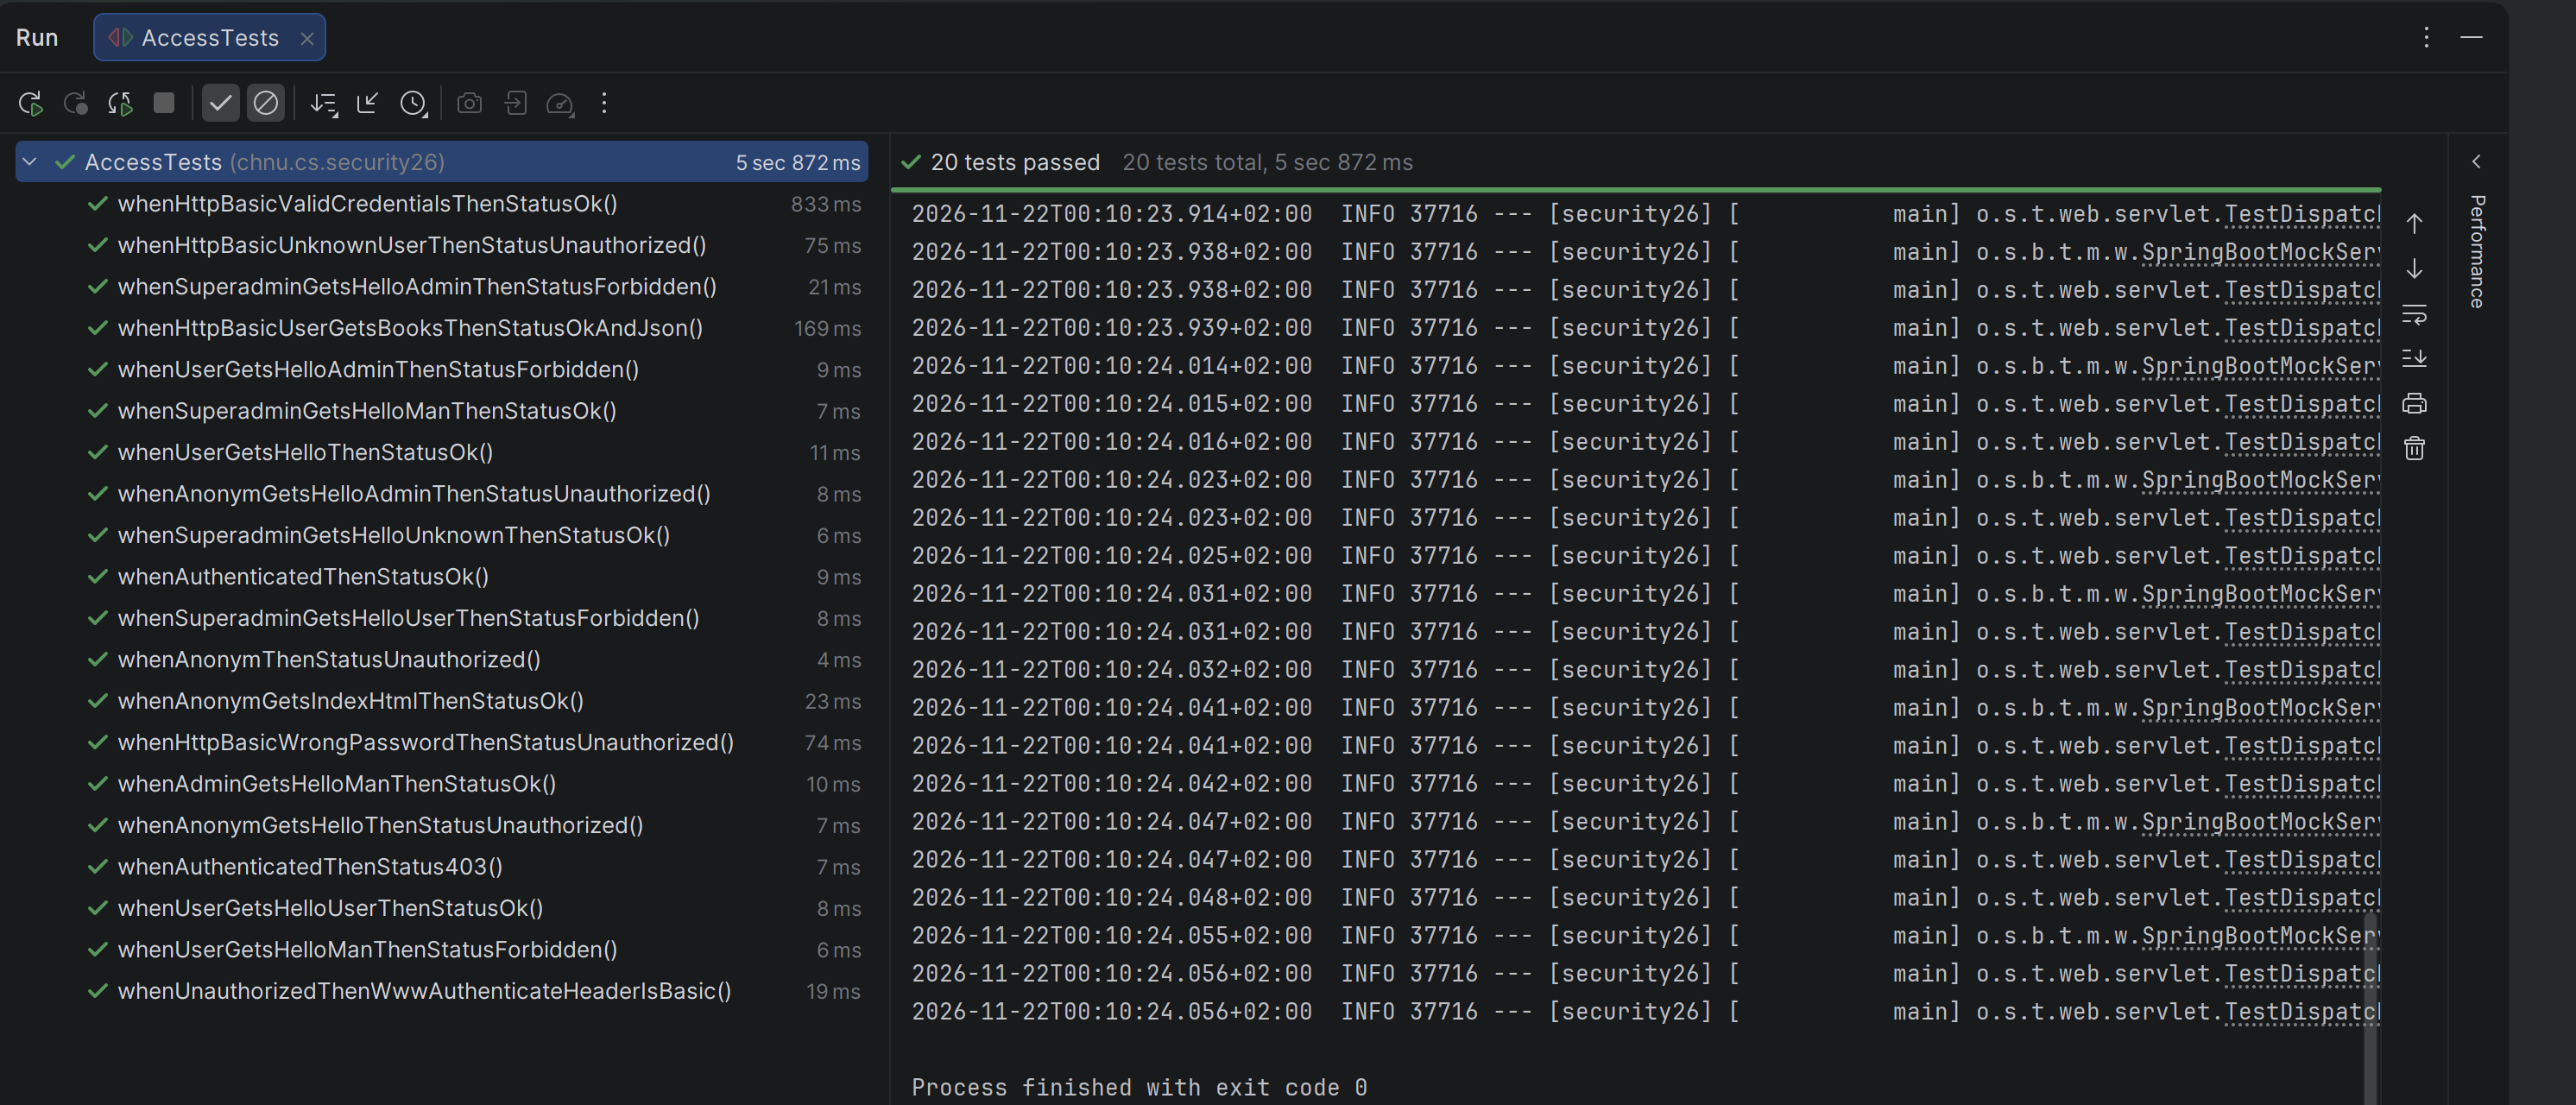 Run AccessTests
AccessTests (chnu.cs.security26) 5 sec 872 ms
whenHttpBasicValidCredentialsThenStatusOk() 833 ms
whenHttpBasicUnknownUserThenStatusUnauthorized() 75 ms
whenSuperadminGetsHelloAdminThenStatusForbidden() 21 ms
whenHttpBasicUserGetsBooksThenStatusOkAndJson() 169 ms
whenUserGetsHelloAdminThenStatusForbidden() 9 ms
whenSuperadminGetsHelloManThenStatusOk() 7 ms
whenUserGetsHelloThenStatusOk() 11 ms
whenAnonymGetsHelloAdminThenStatusUnauthorized() 8 ms
whenSuperadminGetsHelloUnknownThenStatusOk() 6 ms
whenAuthenticatedThenStatusOk() 9 ms
whenSuperadminGetsHelloUserThenStatusForbidden() 8 ms
whenAnonymThenStatusUnauthorized() 4 ms
whenAnonymGetsIndexHtmlThenStatusOk() 23 ms
whenHttpBasicWrongPasswordThenStatusUnauthorized() 74 ms
whenAdminGetsHelloManThenStatusOk() 10 ms
whenAnonymGetsHelloThenStatusUnauthorized() 7 ms
whenAuthenticatedThenStatus403() 7 ms
whenUserGetsHelloUserThenStatusOk() 8 ms
whenUserGetsHelloManThenStatusForbidden() 6 ms
whenUnauthorizedThenWwwAuthenticateHeaderIsBasic() 19 ms
20 tests passed 20 tests total, 5 sec 872 ms
2026-11-22T00:10:23.914+02:00 INFO 37716 --- [security26] [ main] o.s.t.web.servlet.TestDispatcl
2026-11-22T00:10:23.938+02:00 INFO 37716 --- [security26] [ main] o.s.b.t.m.w.SpringBootMockSer
2026-11-22T00:10:23.938+02:00 INFO 37716 --- [security26] [ main] o.s.t.web.servlet.TestDispatcl
2026-11-22T00:10:23.939+02:00 INFO 37716 --- [security26] [ main] o.s.t.web.servlet.TestDispatcl
2026-11-22T00:10:24.014+02:00 INFO 37716 --- [security26] [ main] o.s.b.t.m.w.SpringBootMockSer
2026-11-22T00:10:24.015+02:00 INFO 37716 --- [security26] [ main] o.s.t.web.servlet.TestDispatcl
2026-11-22T00:10:24.016+02:00 INFO 37716 --- [security26] [ main] o.s.t.web.servlet.TestDispatcl
2026-11-22T00:10:24.023+02:00 INFO 37716 --- [security26] [ main] o.s.b.t.m.w.SpringBootMockSer
2026-11-22T00:10:24.023+02:00 INFO 37716 --- [security26] [ main] o.s.t.web.servlet.TestDispatcl
2026-11-22T00:10:24.025+02:00 INFO 37716 --- [security26] [ main] o.s.t.web.servlet.TestDispatcl
2026-11-22T00:10:24.031+02:00 INFO 37716 --- [security26] [ main] o.s.b.t.m.w.SpringBootMockSer
2026-11-22T00:10:24.031+02:00 INFO 37716 --- [security26] [ main] o.s.t.web.servlet.TestDispatcl
2026-11-22T00:10:24.032+02:00 INFO 37716 --- [security26] [ main] o.s.t.web.servlet.TestDispatcl
2026-11-22T00:10:24.041+02:00 INFO 37716 --- [security26] [ main] o.s.b.t.m.w.SpringBootMockSer
2026-11-22T00:10:24.041+02:00 INFO 37716 --- [security26] [ main] o.s.t.web.servlet.TestDispatcl
2026-11-22T00:10:24.042+02:00 INFO 37716 --- [security26] [ main] o.s.t.web.servlet.TestDispatcl
2026-11-22T00:10:24.047+02:00 INFO 37716 --- [security26] [ main] o.s.b.t.m.w.SpringBootMockSer
2026-11-22T00:10:24.047+02:00 INFO 37716 --- [security26] [ main] o.s.t.web.servlet.TestDispatcl
2026-11-22T00:10:24.048+02:00 INFO 37716 --- [security26] [ main] o.s.t.web.servlet.TestDispatcl
2026-11-22T00:10:24.055+02:00 INFO 37716 --- [security26] [ main] o.s.b.t.m.w.SpringBootMockSer
2026-11-22T00:10:24.056+02:00 INFO 37716 --- [security26] [ main] o.s.t.web.servlet.TestDispatcl
2026-11-22T00:10:24.056+02:00 INFO 37716 --- [security26] [ main] o.s.t.web.servlet.TestDispatcl
Process finished with exit code 0
Performance